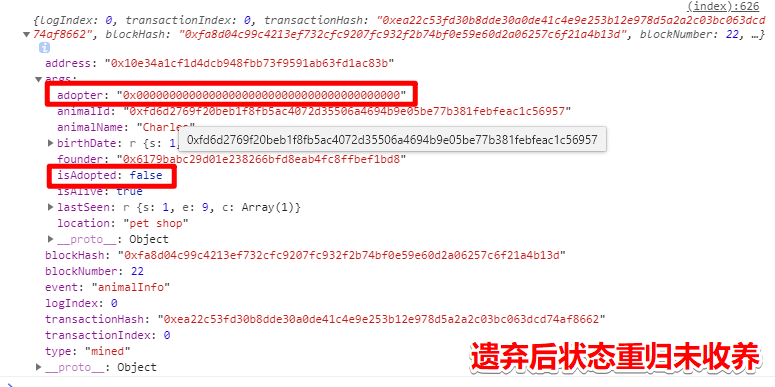 (index):626
{logIndex: 0, transactionIndex: 0, transactionHash: "0xea22c53fd30b8dde30a0de41c4e9e253b12e978d5a2a2c03bc063dcd
74af8662", blockHash: "0xfa8d04c99c4213ef732cfc9207fc932f2b74bf0e59e60d2a06257c6f21a4b13d", blockNumber: 22, …}
address: "0x10e34a1cf1d4dcb948fbb73f9591ab63fd1ac83b"
args:
adopter: "0x0000000000000000000000000000000000000000"
animalId: "0xfd6d2769f20beb1f8fb5ac4072d35506a4694b9e05be77b381febfeac1c56957"
animalName: "Charles
birthDate: r {s: 1,
0xfd6d2769f20beb1f8fb5ac4072d35506a4694b9e05be77b381febfeac1c56957
founder: "0x6179babc29d01e238266bfd8eab4fc8ffbef1bd8"
isAdopted: false
isAlive: true
lastSeen: r {s: 1, e: 9, c: Array(1)}
location: "pet shop"
__proto__: Object
blockHash: "0xfa8d04c99c4213ef732cfc9207fc932f2b74bf0e59e60d2a06257c6f21a4b13d"
blockNumber: 22
event: "animalInfo"
logIndex: 0
transactionHash: "0xea22c53fd30b8dde30a0de41c4e9e253b12e978d5a2a2c03bc063dcd74af8662"
transactionIndex: 0
type: "mined"
__proto__: Object
遗弃后状态重归未收养